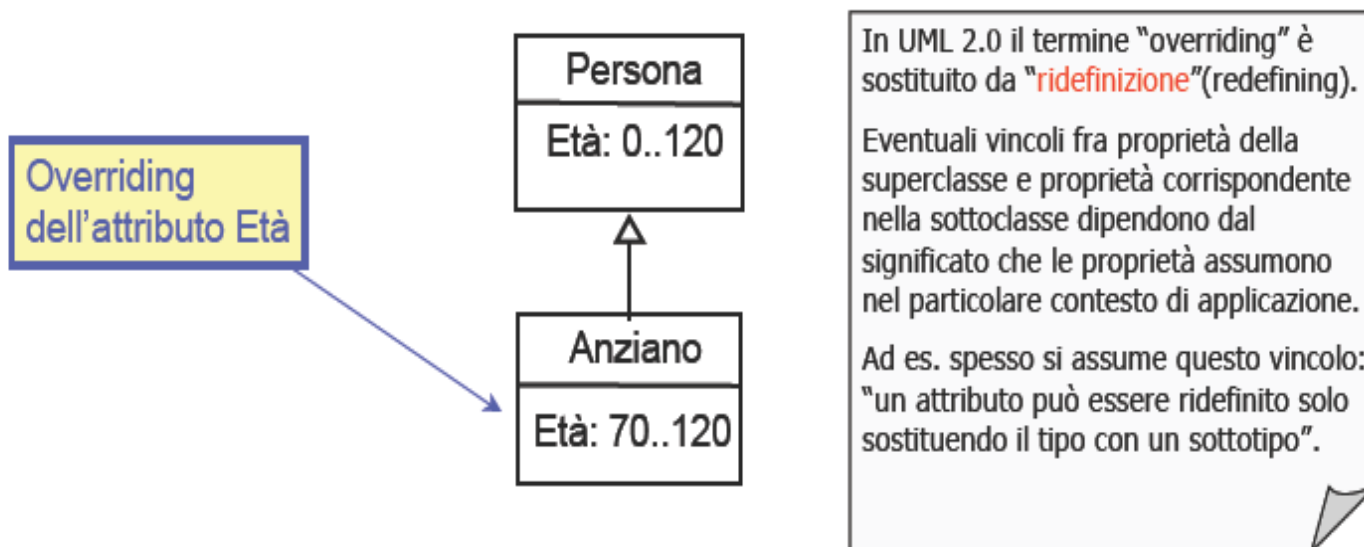 Overriding
dell'attributo Età
Persona
Età: 0..120
Anziano
Età: 70..120
In UML 2.0 il termine "overriding" è
sostituito da "ridefinizione"(redefining).
Eventuali vincoli fra proprietà della
superclasse e proprietà corrispondente
nella sottoclasse dipendono dal
significato che le proprietà assumono
nel particolare contesto di applicazione.
Ad es. spesso si assume questo vincolo:
"un attributo può essere ridefinito solo
sostituendo il tipo con un sottotipo".